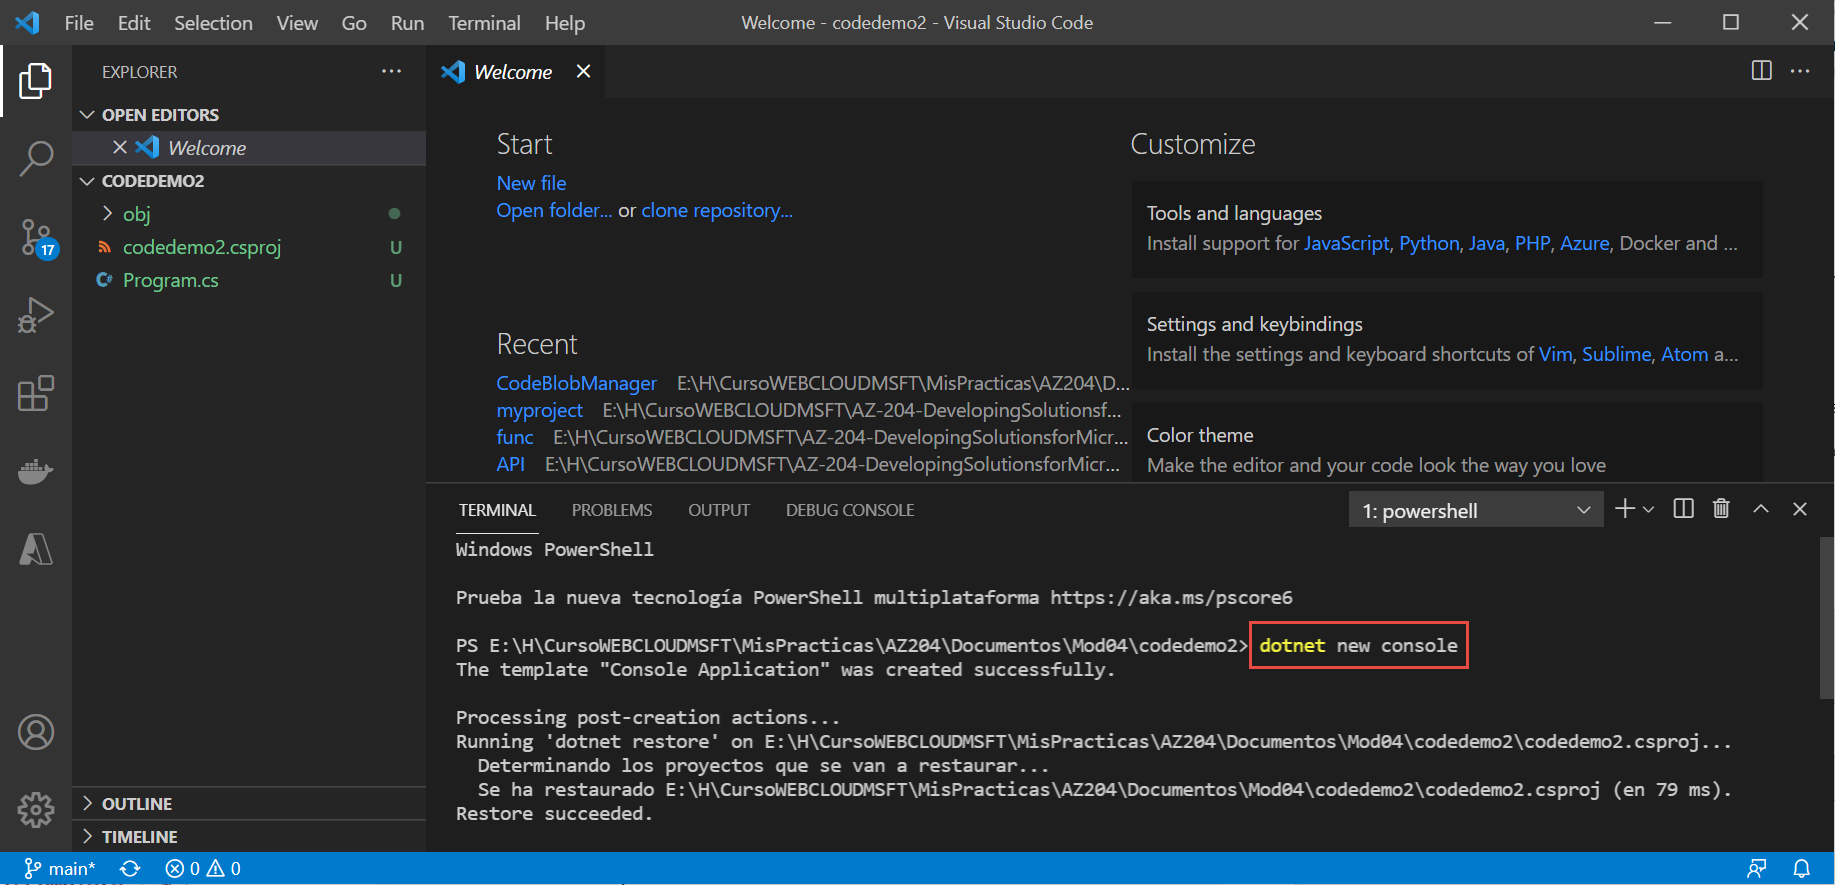 File Edit Selection View Go Run Terminal Help Welcome - codedemo2 - Visual Studio Code
EXPLORER
OPEN EDITORS
Welcome
CODEDEMO2
obj
codedemo2.csproj U
Program.cs U
17
OUTLINE
TIMELINE
Welcome
Start
New file
Open folder... or clone repository...
Recent
CodeBlobManager E:\H\CursoWEBCLOUDMSFT\MisPracticas\AZ204\D...
myproject E:\H\CursoWEBCLOUDMSFT\AZ-204-DevelopingSolutionsf...
func E:\H\CursoWEBCLOUDMSFT\AZ-204-DevelopingSolutionsforMicr...
API E:\H\CursoWEBCLOUDMSFT\AZ-204-DevelopingSolutionsforMicr...
Customize
Tools and languages
Install support for JavaScript, Python, Java, PHP, Azure, Docker and ...
Settings and keybindings
Install the settings and keyboard shortcuts of Vim, Sublime, Atom a...
Color theme
Make the editor and your code look the way you love
TERMINAL PROBLEMS OUTPUT DEBUG CONSOLE 1: powershell
Windows PowerShell
Prueba la nueva tecnología PowerShell multiplataforma https://aka.ms/pscore6
PS E:\H\CursoWEBCLOUDMSFT\MisPracticas\AZ204\Documentos\Mod04\codedemo2> dotnet new console
The template "Console Application" was created successfully.
Processing post-creation actions...
Running 'dotnet restore' on E:\H\CursoWEBCLOUDMSFT\MisPracticas\AZ204\Documentos\Mod04\codedemo2\codedemo2.csproj...
Determinando los proyectos que se van a restaurar...
Se ha restaurado E:\H\CursoWEBCLOUDMSFT\MisPracticas\AZ204\Documentos\Mod04\codedemo2\codedemo2.csproj (en 79 ms).
Restore succeeded.
main* 0 0